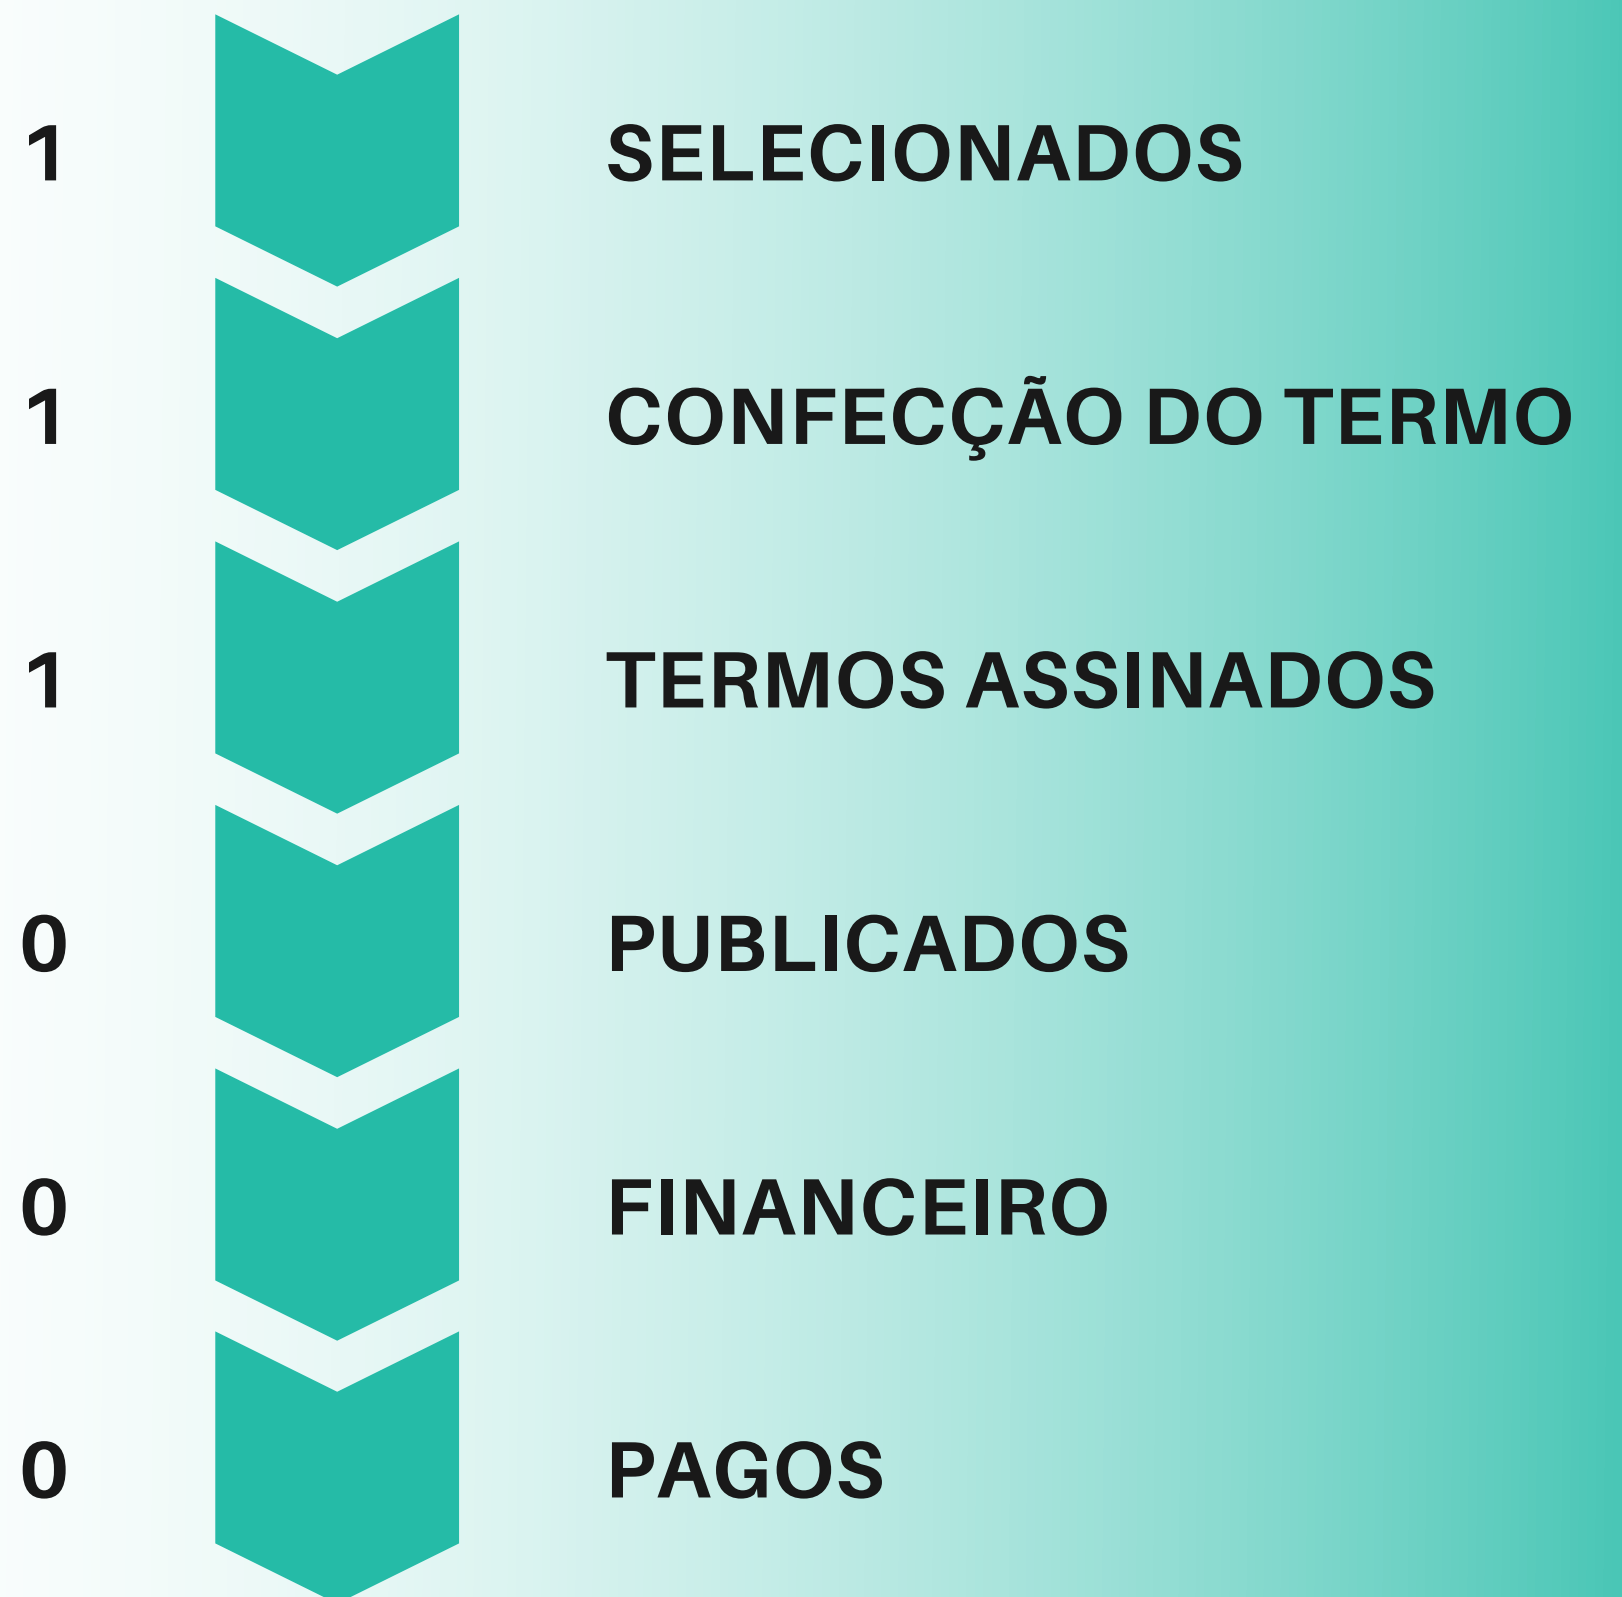 1 SELECIONADOS
1 CONFECÇÃO DO TERMO
1 TERMOS ASSINADOS
0 PUBLICADOS
0 FINANCEIRO
0 PAGOS